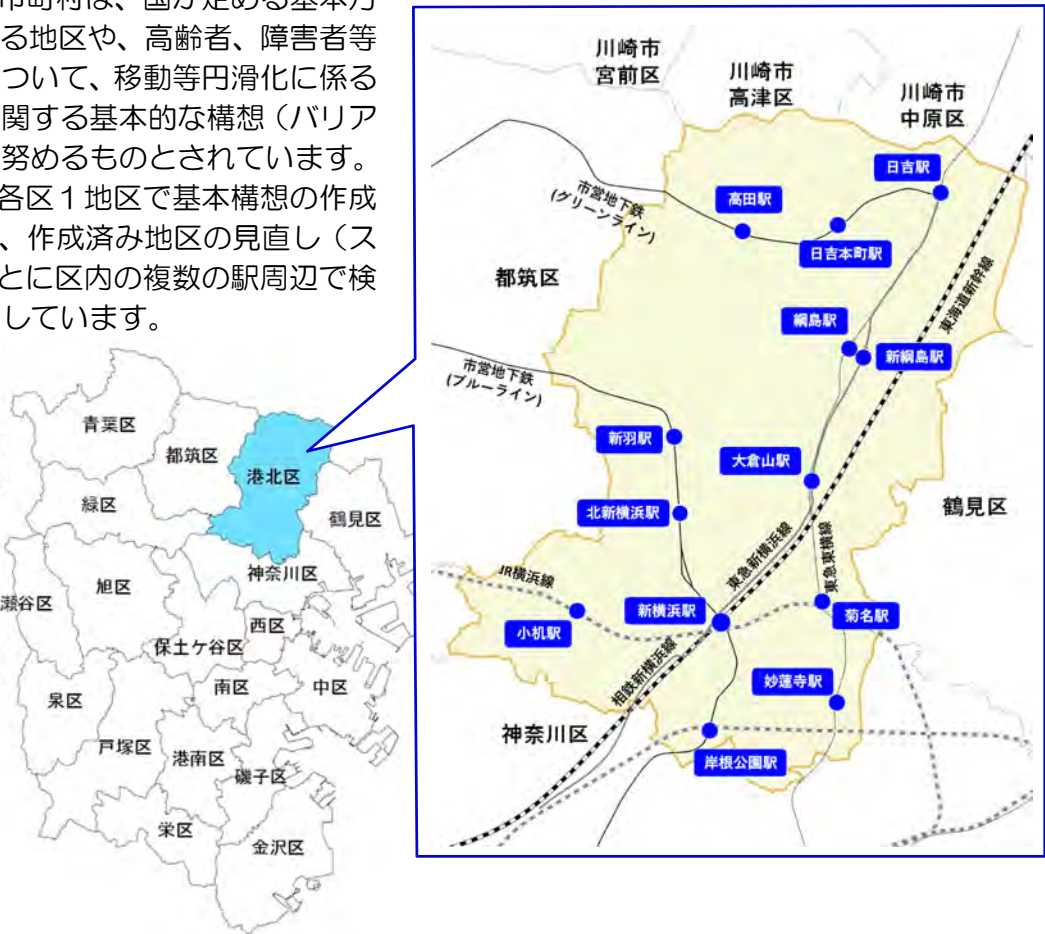 市町村は、国が定める基本方
る地区や、高齢者、障害者等
ついて、移動等円滑化に係る
関する基本的な構想（バリア
努めるものとされています。
各区１地区で基本構想の作成
、作成済み地区の見直し（ス
とに区内の複数の駅周辺で検
しています。
川崎市
宮前区
川崎市
高津区
川崎市
中原区
日吉駅
高田駅
市営地下鉄
(グリーンライン)
日吉本町駅
都筑区
東海道新幹線
綱島駅
新綱島駅
市営地下鉄
(ブルーライン)
新羽駅
大倉山駅
北新横浜駅
鶴見区
東急新横浜線
東急東横線
JR横浜線
新横浜駅
菊名駅
小机駅
相鉄新横浜線
妙蓮寺駅
神奈川区
岸根公園駅
青葉区
都筑区
港北区
緑区
鶴見区
神奈川区
旭区
瀬谷区
西区
保土ケ谷区
南区
中区
泉区
戸塚区
港南区
磯子区
栄区
金沢区